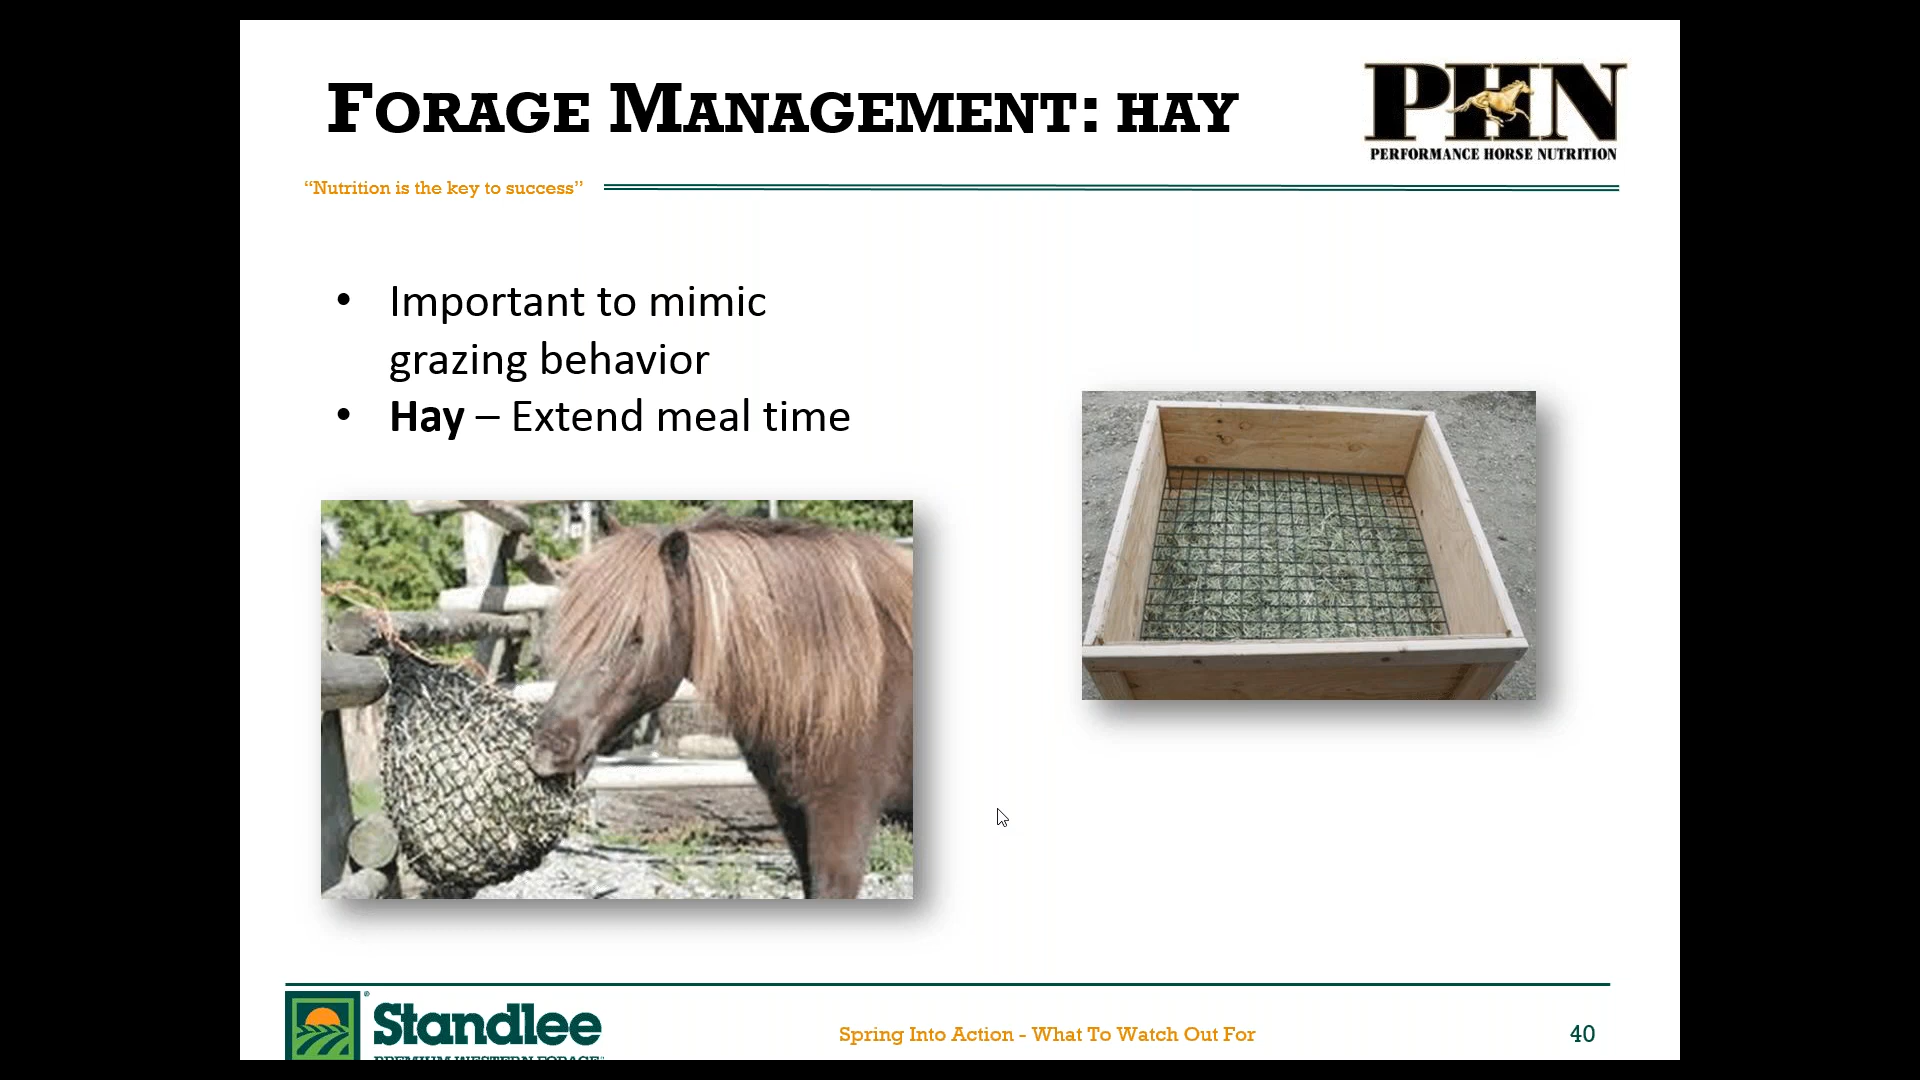 FORAGE MANAGEMENT: HAY
PHN
PERFORMANCE HORSE NUTRITION
“Nutrition is the key to success”
• Important to mimic
grazing behavior
• Hay – Extend meal time
Standlee®
PREMIUM WESTERN FORAGE
Spring Into Action - What To Watch Out For
40